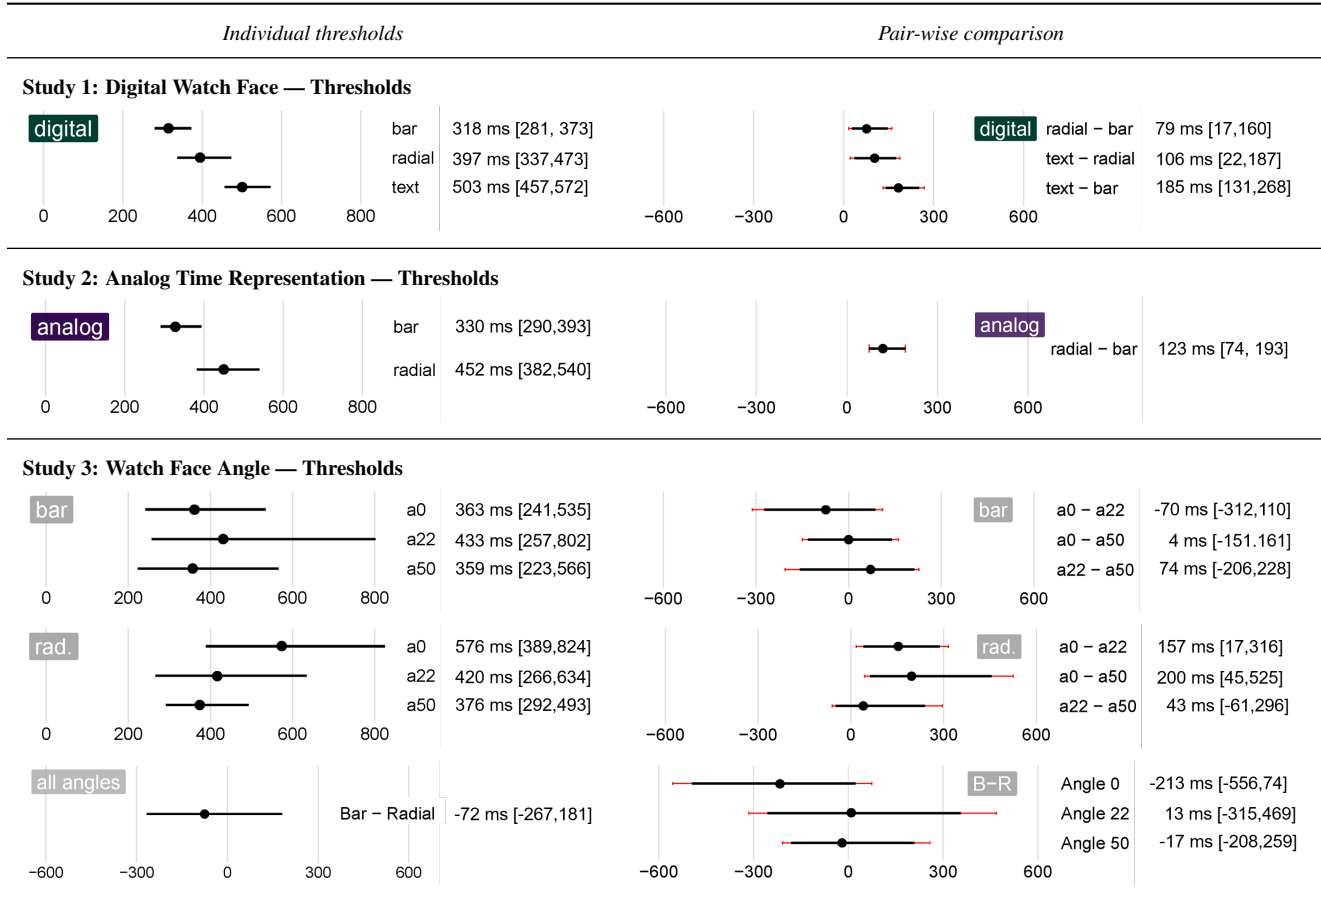 Individual thresholds Pair-wise comparison
Study 1: Digital Watch Face — Thresholds
digital bar 318 ms [281, 373] digital radial − bar 79 ms [17,160]
radial 397 ms [337,473] text − radial 106 ms [22,187]
text 503 ms [457,572] text − bar 185 ms [131,268]
0 200 400 600 800 −600 −300 0 300 600
Study 2: Analog Time Representation — Thresholds
analog bar 330 ms [290,393] analog
radial − bar 123 ms [74, 193]
radial 452 ms [382,540]
0 200 400 600 800 −600 −300 0 300 600
Study 3: Watch Face Angle — Thresholds
bar a0 363 ms [241,535] bar a0 − a22 -70 ms [-312,110]
a22 433 ms [257,802] a0 − a50 4 ms [-151.161]
a50 359 ms [223,566] a22 − a50 74 ms [-206,228]
0 200 400 600 800 −600 −300 0 300 600
rad. a0 576 ms [389,824] rad. a0 − a22 157 ms [17,316]
a22 420 ms [266,634] a0 − a50 200 ms [45,525]
a50 376 ms [292,493] a22 − a50 43 ms [-61,296]
0 200 400 600 800 −600 −300 0 300 600
all angles B−R Angle 0 -213 ms [-556,74]
Bar − Radial -72 ms [-267,181] Angle 22 13 ms [-315,469]
Angle 50 -17 ms [-208,259]
−600 −300 0 300 600 −600 −300 0 300 600